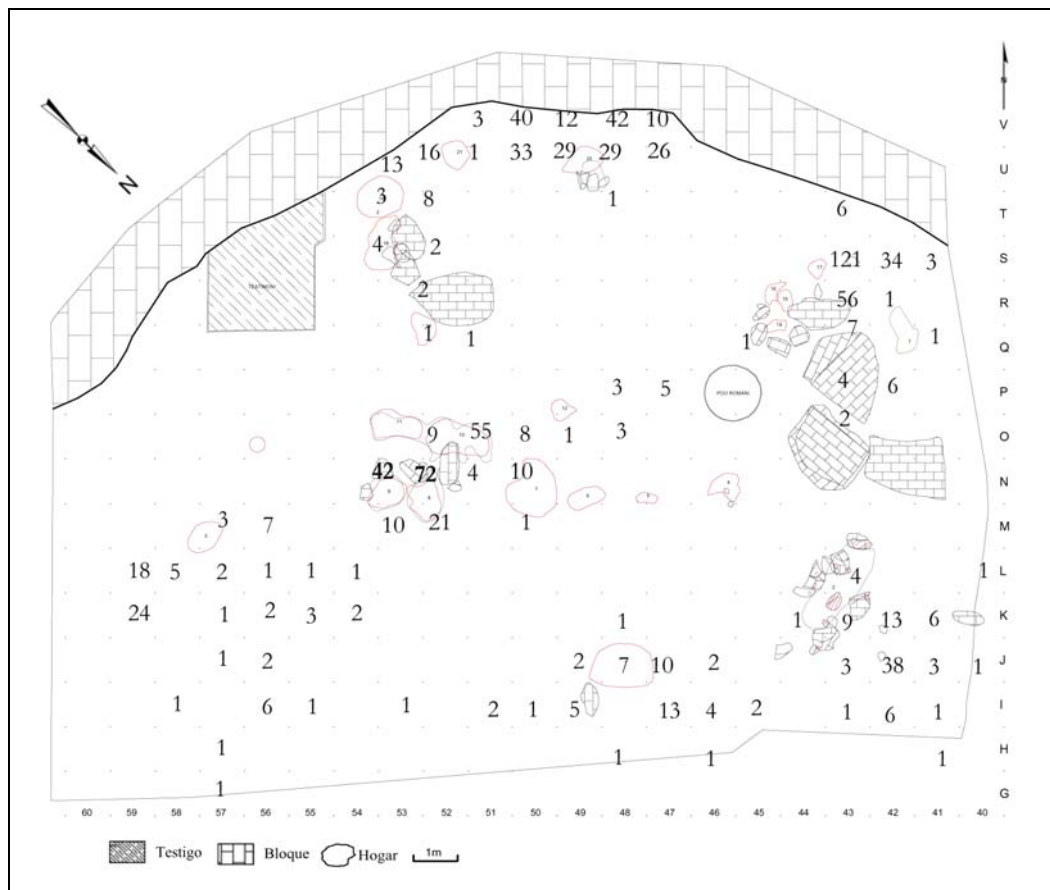 N
3 40 12 42 10 V
13 16 21 1 33 29 29 26 U
3 8 1 6 T
4 2 121 34 3 S
17
TESTIMONI
2 56 1 R
1 1 1 7 1 Q
3 5 POU ROMANI 4 6 P
12
11 9 10 55 8 1 3 2 O
42 72 4 10 N
3 7 10 21 1 M
18 5 2 1 1 1 4 1 L
24 1 2 3 2 1 1 9 13 6 K
1 2 2 7 10 2 3 38 3 1 J
1 6 1 1 2 1 5 13 4 2 1 6 1 I
1 1 1 1 H
1 G
60 59 58 57 56 55 54 53 52 51 50 49 48 47 46 45 44 43 42 41 40
Testigo Bloque Hogar 1m